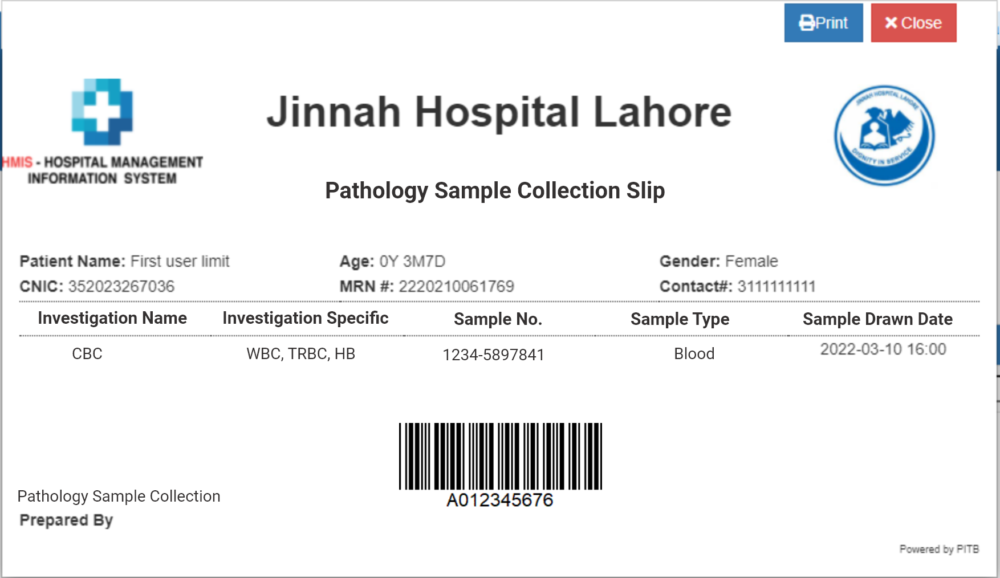 Print
Close
HMIS - HOSPITAL MANAGEMENT
INFORMATION SYSTEM
Jinnah Hospital Lahore
JINNAH HOSPITAL LAHORE
DIGNITY IN SERVICE
Pathology Sample Collection Slip
Patient Name: First user limit Age: 0Y 3M7D Gender: Female
CNIC: 352023267036 MRN #: 2220210061769 Contact#: 3111111111
Investigation Name Investigation Specific Sample No. Sample Type Sample Drawn Date
CBC WBC, TRBC, HB 1234-5897841 Blood 2022-03-10 16:00
A012345676
Pathology Sample Collection
Prepared By
Powered by PITB